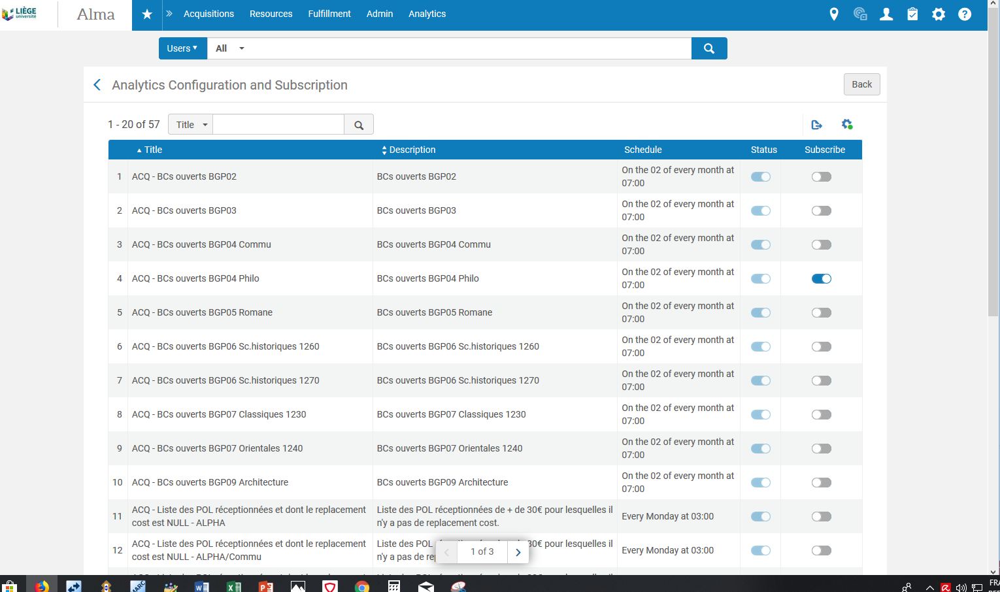 LIÈGE
université
Alma
Acquisitions Resources Fulfillment Admin Analytics
Users All
Analytics Configuration and Subscription
Back
1 - 20 of 57 Title
Title Description Schedule Status Subscribe
1 ACQ - BCs ouverts BGP02 BCs ouverts BGP02 On the 02 of every month at
07:00
2 ACQ - BCs ouverts BGP03 BCs ouverts BGP03 On the 02 of every month at
07:00
3 ACQ - BCs ouverts BGP04 Commu BCs ouverts BGP04 Commu On the 02 of every month at
07:00
4 ACQ - BCs ouverts BGP04 Philo BCs ouverts BGP04 Philo On the 02 of every month at
07:00
5 ACQ - BCs ouverts BGP05 Romane BCs ouverts BGP05 Romane On the 02 of every month at
07:00
6 ACQ - BCs ouverts BGP06 Sc.historiques 1260 BCs ouverts BGP06 Sc.historiques 1260 On the 02 of every month at
07:00
7 ACQ - BCs ouverts BGP06 Sc.historiques 1270 BCs ouverts BGP06 Sc.historiques 1270 On the 02 of every month at
07:00
8 ACQ - BCs ouverts BGP07 Classiques 1230 BCs ouverts BGP07 Classiques 1230 On the 02 of every month at
07:00
9 ACQ - BCs ouverts BGP07 Orientales 1240 BCs ouverts BGP07 Orientales 1240 On the 02 of every month at
07:00
10 ACQ - BCs ouverts BGP09 Architecture BCs ouverts BGP09 Architecture On the 02 of every month at
07:00
11 ACQ - Liste des POL réceptionnées et dont le replacement cost est NULL - ALPHA Liste des POL réceptionnées de + de 30€ pour lesquelles il n'y a pas de replacement cost. Every Monday at 03:00
12 ACQ - Liste des POL réceptionnées et dont le replacement cost est NULL - ALPHA/Commu Liste des POL 30€ pour lesquelles il n'y a pas de Every Monday at 03:00
1 of 3
MARC
FRA